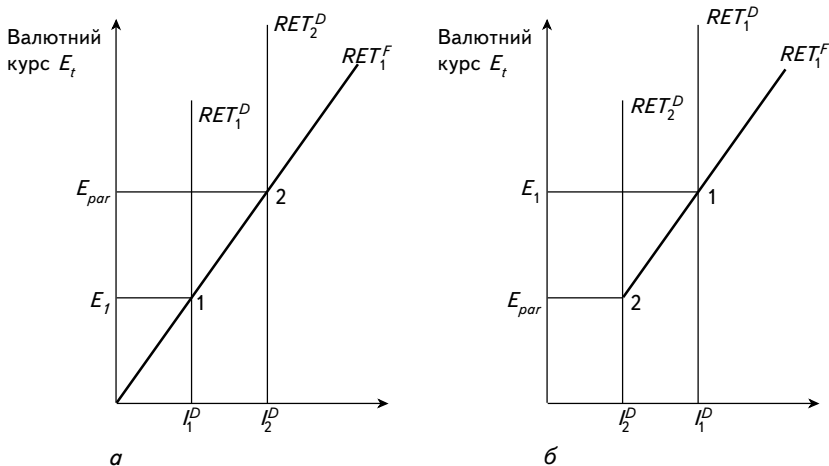 Валютний
курс E_t
RET_2^D
RET_1^F
RET_1^D
E_par
2
E_1
1
I_1^D
I_2^D
а
Валютний
курс E_t
RET_1^D
RET_1^F
RET_2^D
E_1
1
E_par
2
I_2^D
I_1^D
б